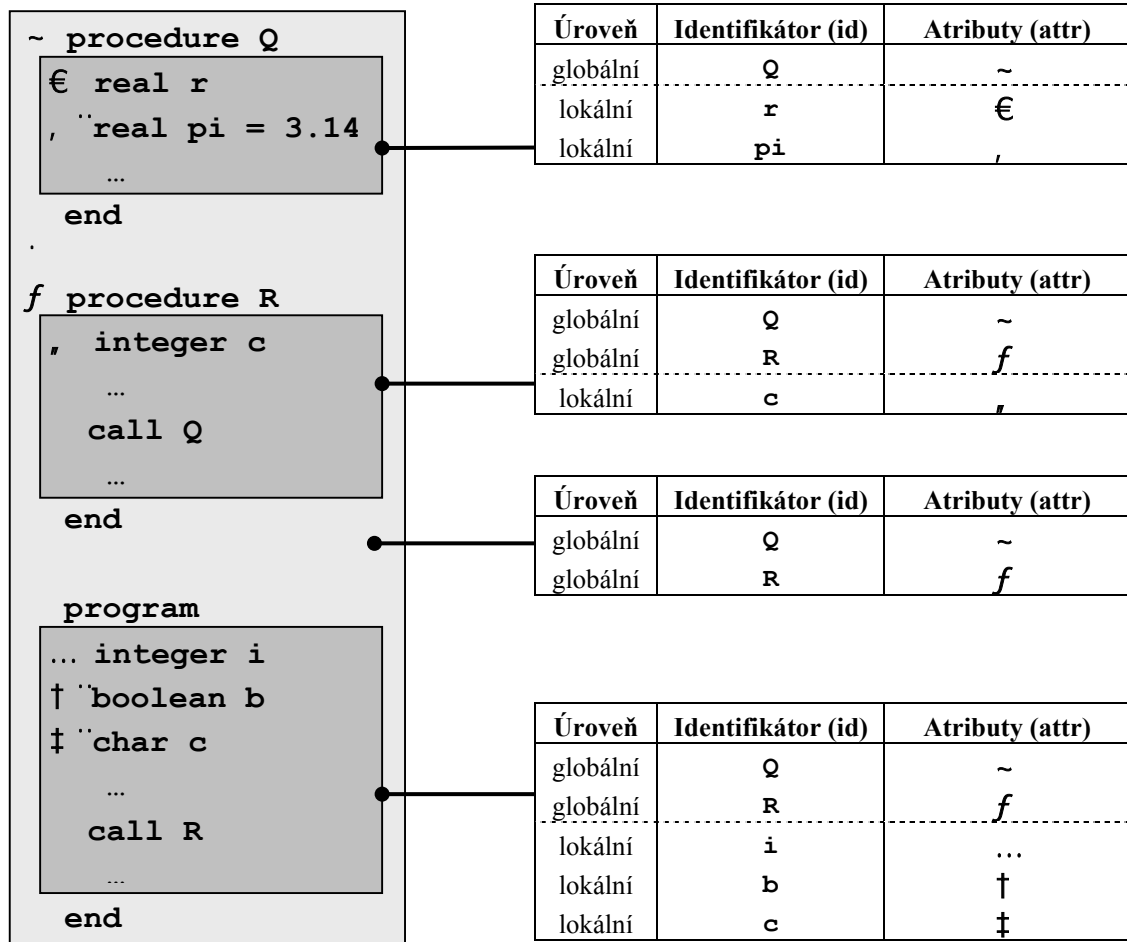 ~ procedure Q
€ real r
‚ ¨real pi = 3.14
…
end
.
ƒ procedure R
„ integer c
…
call Q
…
end
program
… integer i
† ¨boolean b
‡ ¨char c
…
call R
…
end
Úroveň Identifikátor (id) Atributy (attr)
globální Q ~
lokální r €
lokální pi ‚
Úroveň Identifikátor (id) Atributy (attr)
globální Q ~
globální R ƒ
lokální c „
Úroveň Identifikátor (id) Atributy (attr)
globální Q ~
globální R ƒ
Úroveň Identifikátor (id) Atributy (attr)
globální Q ~
globální R ƒ
lokální i …
lokální b †
lokální c ‡